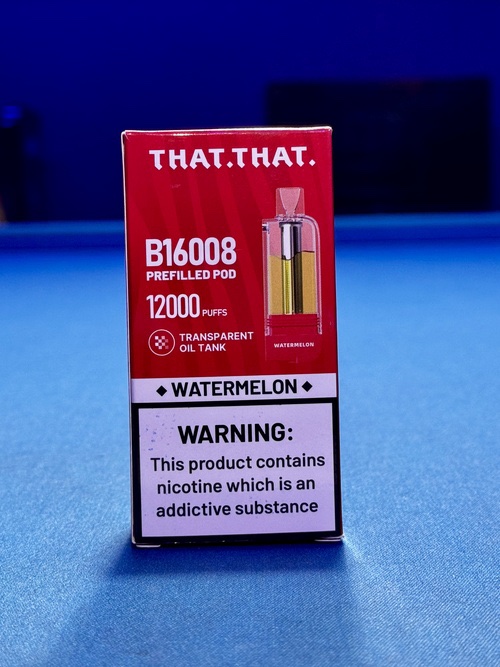 THAT.THAT.
B16008
PREFILLED POD
12000 PUFFS
TRANSPARENT
OIL TANK
WATERMELON
◆ WATERMELON ◆
WARNING:
This product contains
nicotine which is an
addictive substance